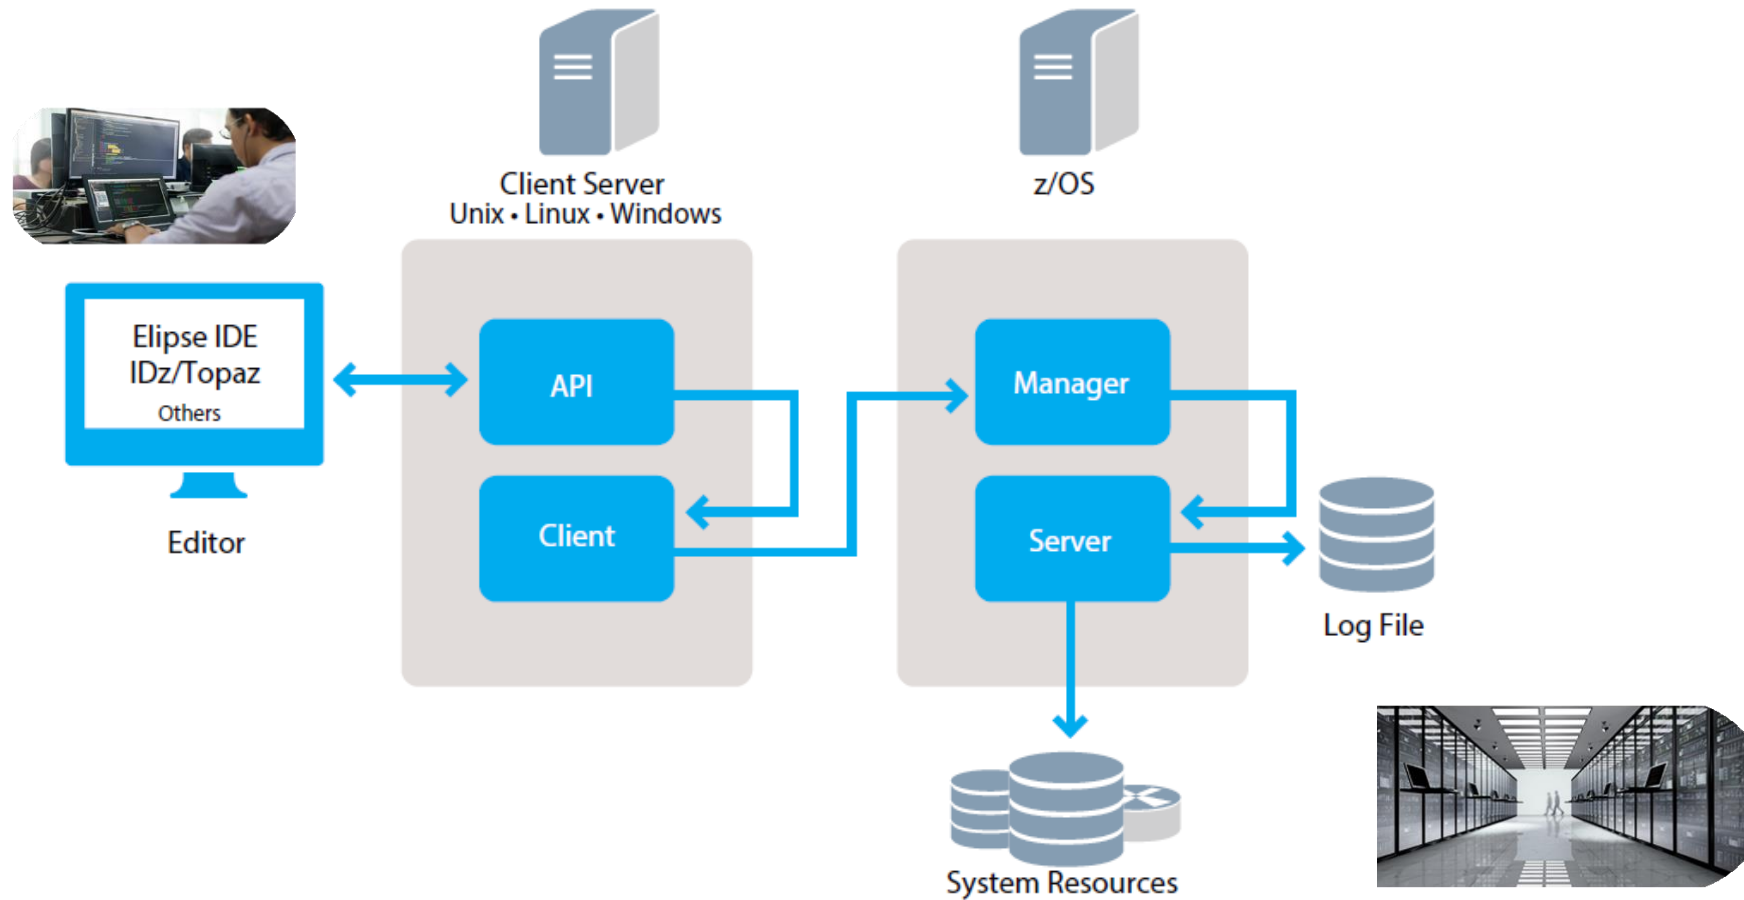 Client Server
Unix • Linux • Windows
z/OS
Elipse IDE
IDz/Topaz
Others
Editor
API
Client
Manager
Server
Log File
System Resources